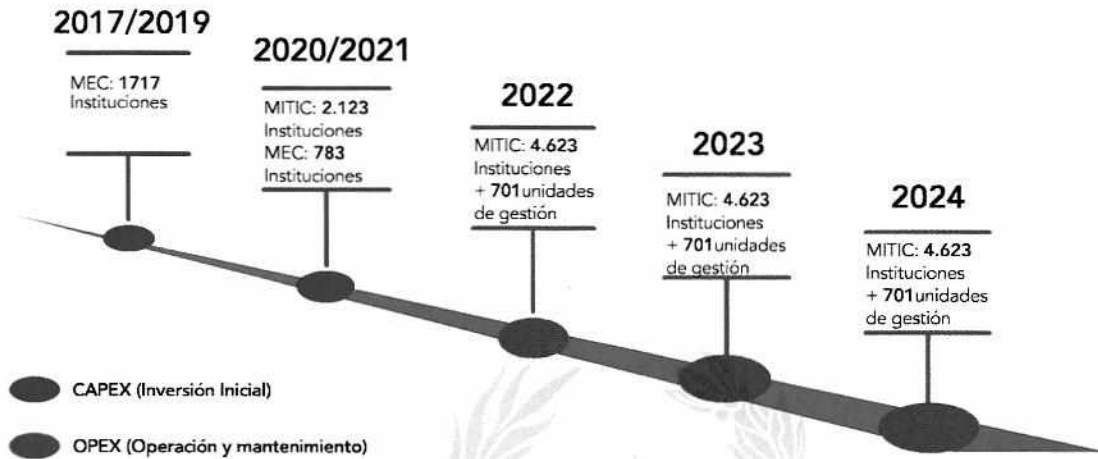 2017/2019
MEC: 1717
Instituciones
2020/2021
MITIC: 2.123
Instituciones
MEC: 783
Instituciones
2022
MITIC: 4.623
Instituciones
+ 701 unidades
de gestión
2023
MITIC: 4.623
Instituciones
+ 701 unidades
de gestión
2024
MITIC: 4.623
Instituciones
+ 701 unidades
de gestión
CAPEX (Inversión Inicial)
OPEX (Operación y mantenimiento)